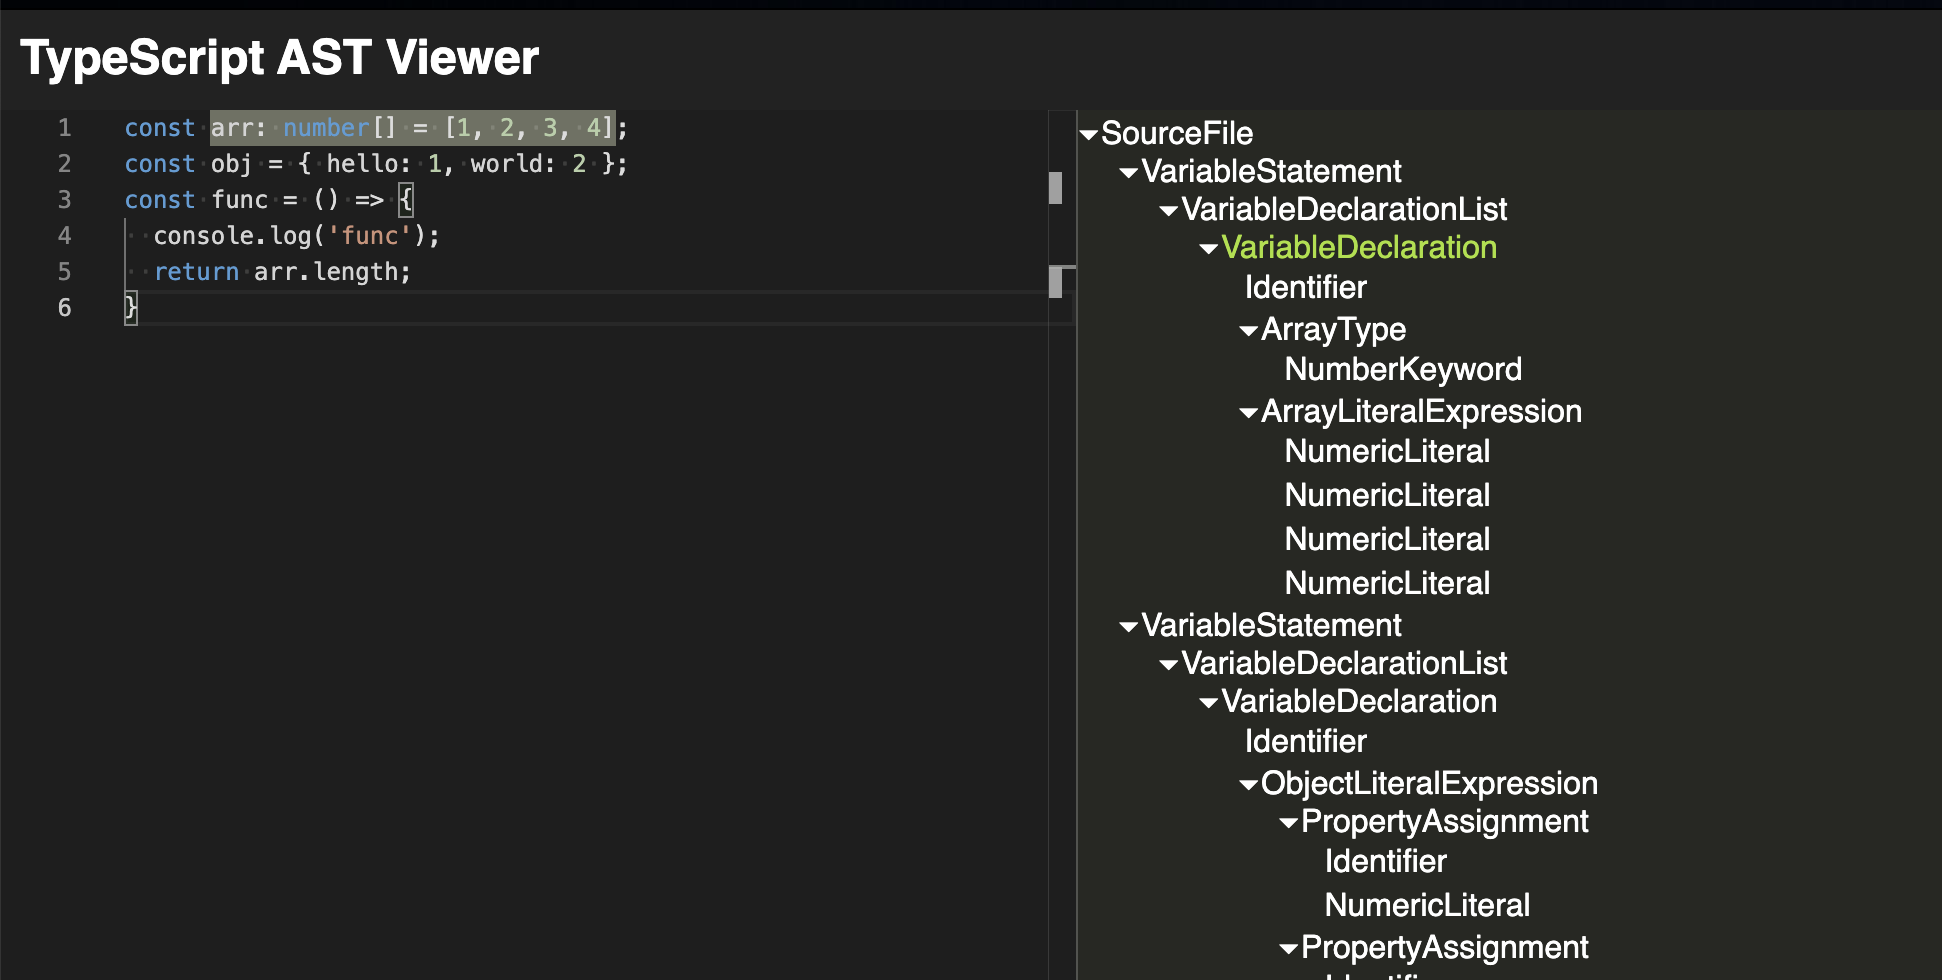 TypeScript AST Viewer
1 const arr: number[] = [1, 2, 3, 4];
2 const obj = { hello: 1, world: 2 };
3 const func = () => {
4 console.log('func');
5 return arr.length;
6 }
SourceFile
VariableStatement
VariableDeclarationList
VariableDeclaration
Identifier
ArrayType
NumberKeyword
ArrayLiteralExpression
NumericLiteral
NumericLiteral
NumericLiteral
NumericLiteral
VariableStatement
VariableDeclarationList
VariableDeclaration
Identifier
ObjectLiteralExpression
PropertyAssignment
Identifier
NumericLiteral
PropertyAssignment